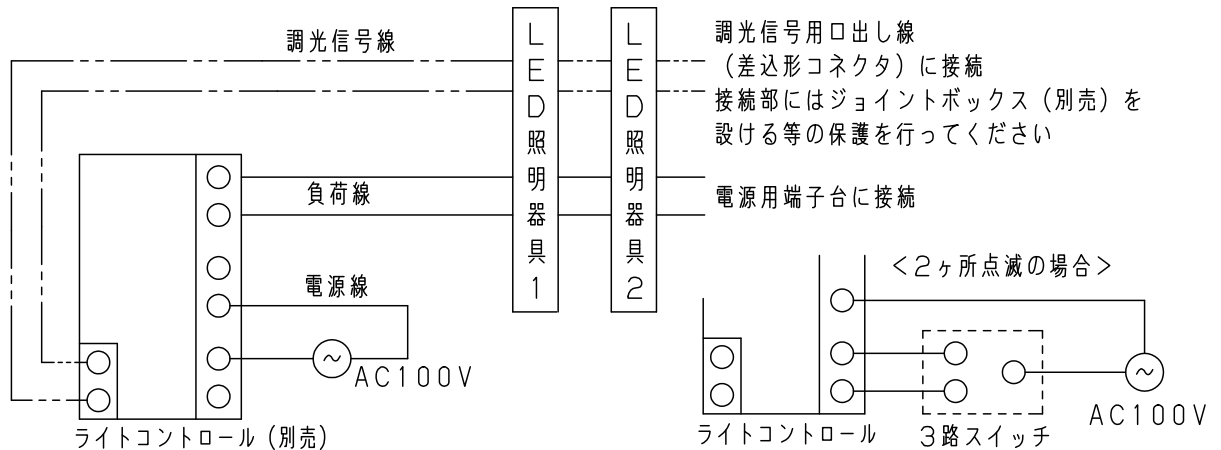 調光信号線
LED照明器具1
LED照明器具2
調光信号用口出し線
(差込形コネクタ)に接続
接続部にはジョイントボックス(別売)を
設ける等の保護を行ってください
負荷線
電源用端子台に接続
電源線
~
AC100V
ライトコントロール(別売)
<2ヶ所点滅の場合>
~
AC100V
ライトコントロール
3路スイッチ